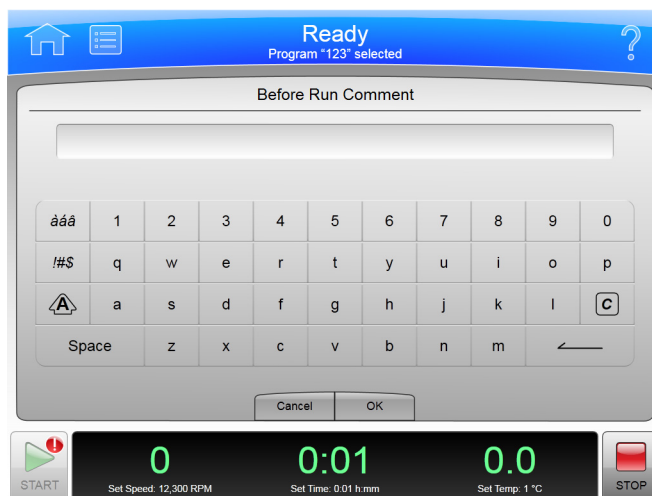 Ready
Program “123” selected
?
Before Run Comment
àáâ 1 2 3 4 5 6 7 8 9 0
!#$ q w e r t y u i o p
A a s d f g h j k l C
Space z x c v b n m
Cancel OK
!
0 0:01 0.0
START Set Speed: 12,300 RPM Set Time: 0:01 h:mm Set Temp: 1 °C STOP